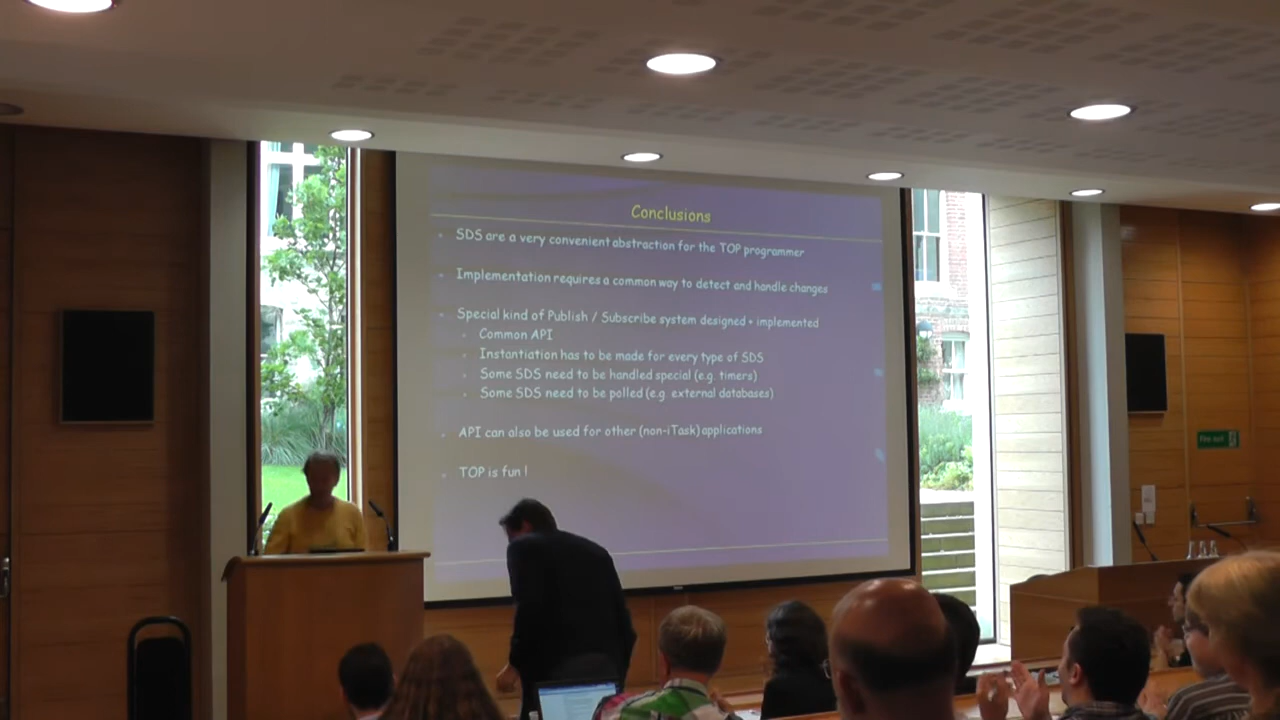 Conclusions
SDS are a very convenient abstraction for the TOP programmer
Implementation requires a common way to detect and handle changes
Special kind of Publish / Subscribe system designed + implemented
Common API
Instantiation has to be made for every type of SDS
Some SDS need to be handled special (e.g. timers)
Some SDS need to be polled (e.g. external databases)
API can also be used for other (non-iTask) applications
TOP is fun !
Fire exit